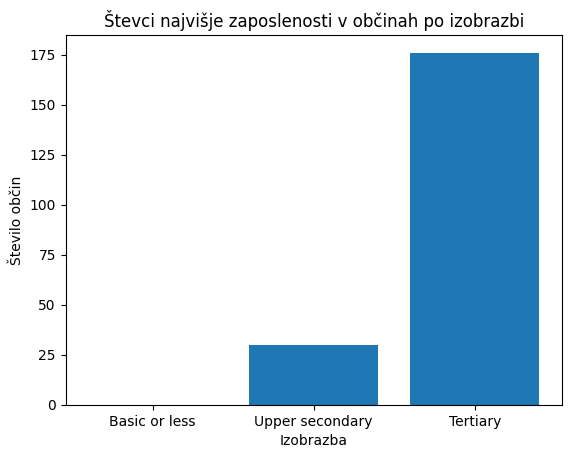 Števci najvišje zaposlenosti v občinah po izobrazbi
Število občin
175
150
125
100
75
50
25
0
Basic or less
Upper secondary
Tertiary
Izobrazba